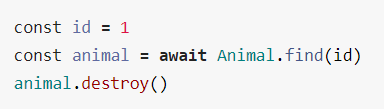 const id = 1
const animal = await Animal.find(id)
animal.destroy()